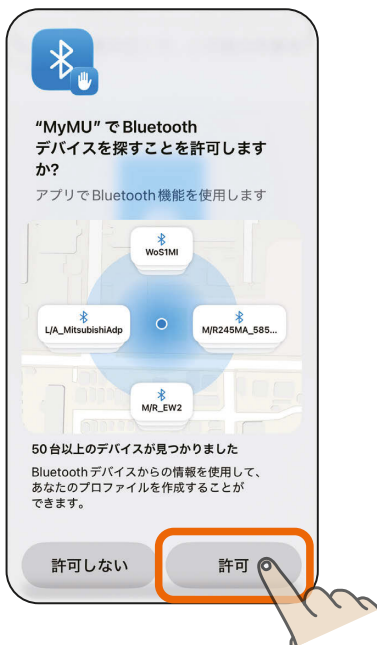 “MyMU” で Bluetooth
デバイスを探すことを許可します
か?
アプリで Bluetooth 機能を使用します
WoS1MI
L/A_MitsubishiAdp
M/R245MA_585...
M/R_EW2
50 台以上のデバイスが見つかりました
Bluetooth デバイスからの情報を使用して、
あなたのプロファイルを作成することが
できます。
許可しない
許可